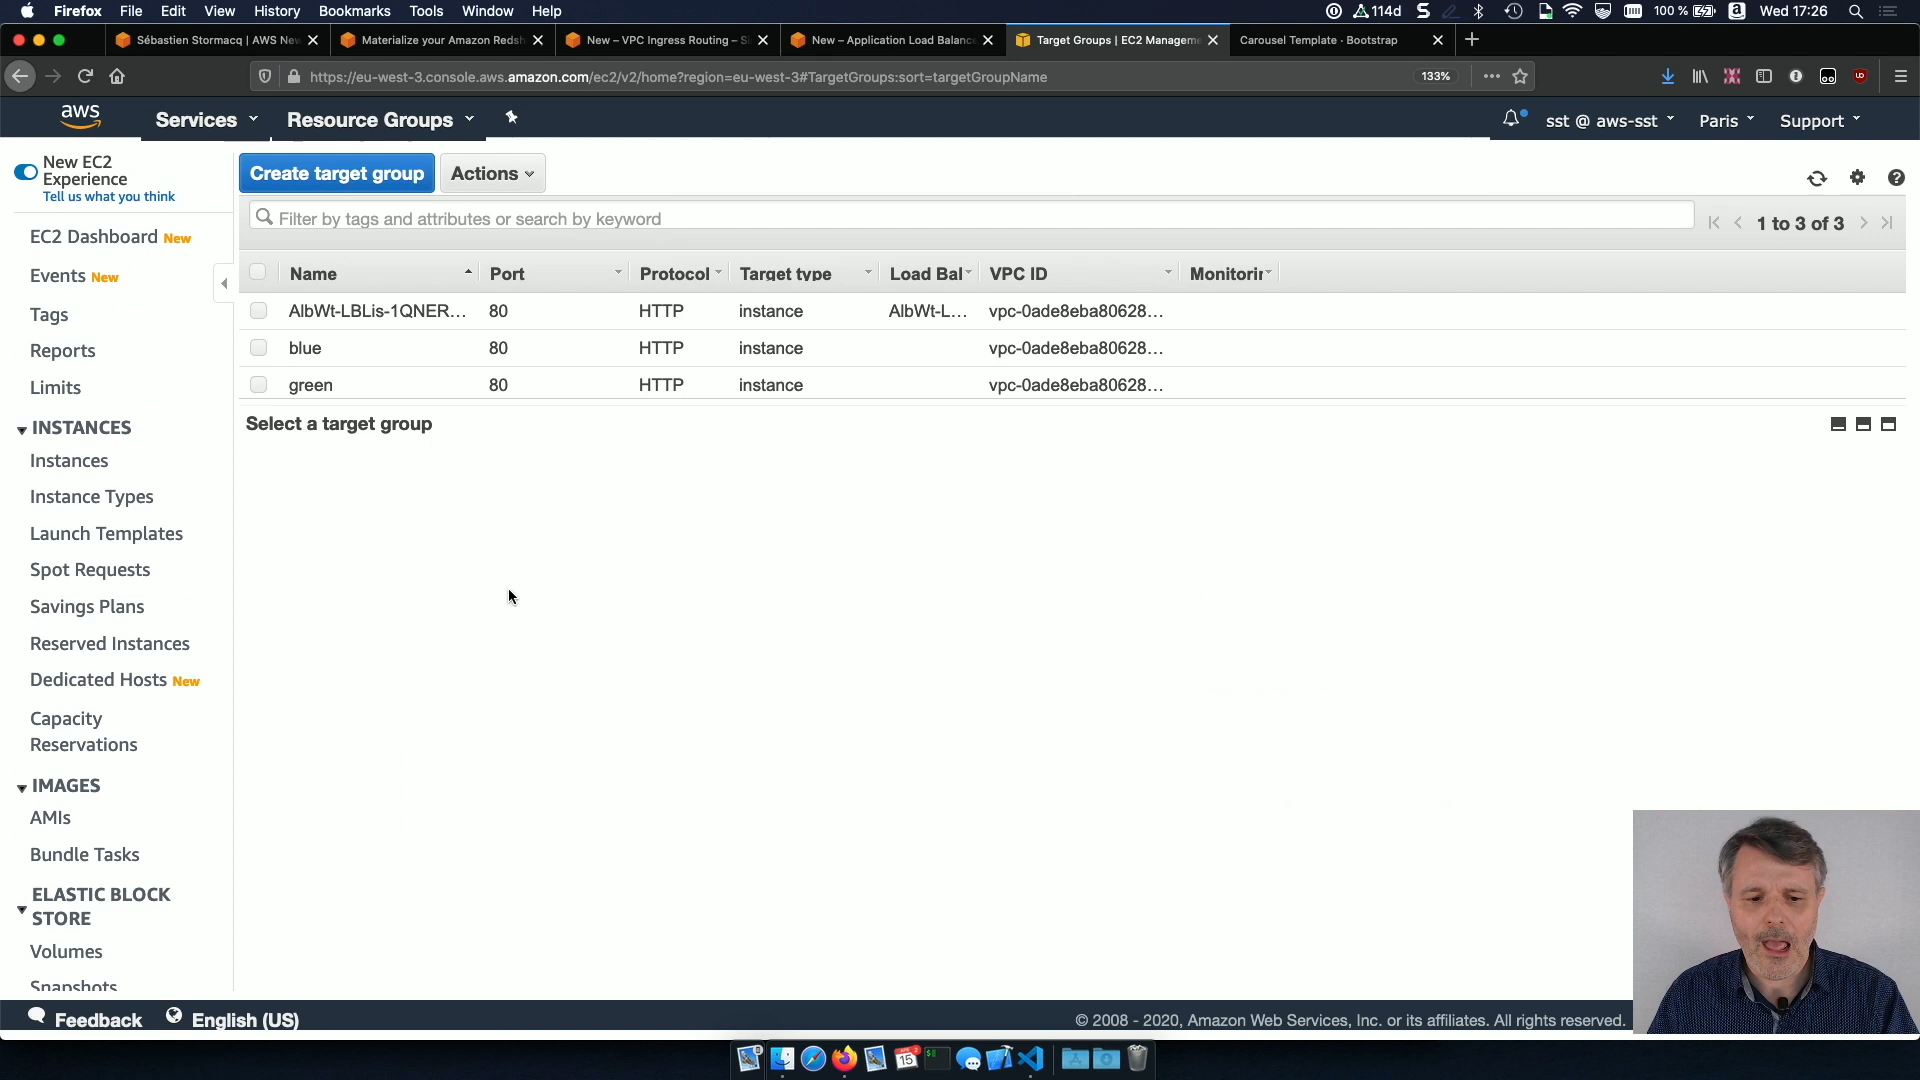 Firefox File Edit View History Bookmarks Tools Window Help
114d 100 % Wed 17:26
Sébastien Stormacq | AWS Nev
Materialize your Amazon Redsh
New – VPC Ingress Routing – Si
New – Application Load Balance
Target Groups | EC2 Manageme
Carousel Template · Bootstrap
https://eu-west-3.console.aws.amazon.com/ec2/v2/home?region=eu-west-3#TargetGroups:sort=targetGroupName
133%
aws
Services
Resource Groups
sst @ aws-sst
Paris
Support
New EC2
Experience
Tell us what you think
EC2 Dashboard New
Events New
Tags
Reports
Limits
INSTANCES
Instances
Instance Types
Launch Templates
Spot Requests
Savings Plans
Reserved Instances
Dedicated Hosts New
Capacity
Reservations
IMAGES
AMIs
Bundle Tasks
ELASTIC BLOCK
STORE
Volumes
Snapshots
Create target group
Actions
Filter by tags and attributes or search by keyword
1 to 3 of 3
Name Port Protocol Target type Load Bal VPC ID Monitorin
AlbWt-LBLis-1QNER... 80 HTTP instance AlbWt-L... vpc-0ade8eba80628...
blue 80 HTTP instance vpc-0ade8eba80628...
green 80 HTTP instance vpc-0ade8eba80628...
Select a target group
Feedback
English (US)
© 2008 - 2020, Amazon Web Services, Inc. or its affiliates. All rights reserved.
15